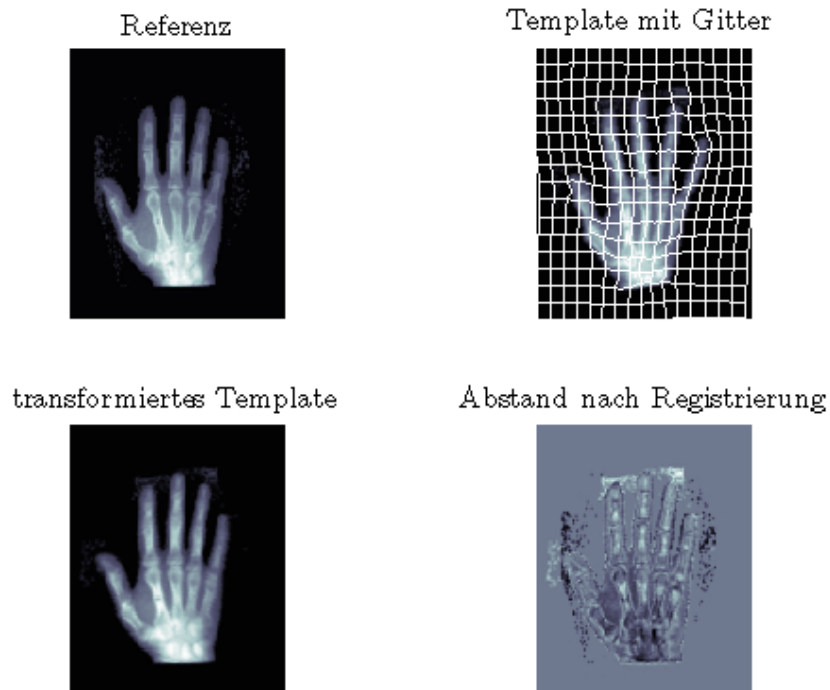 Referenz
Template mit Gitter
transformiertes Template
Abstand nach Registrierung